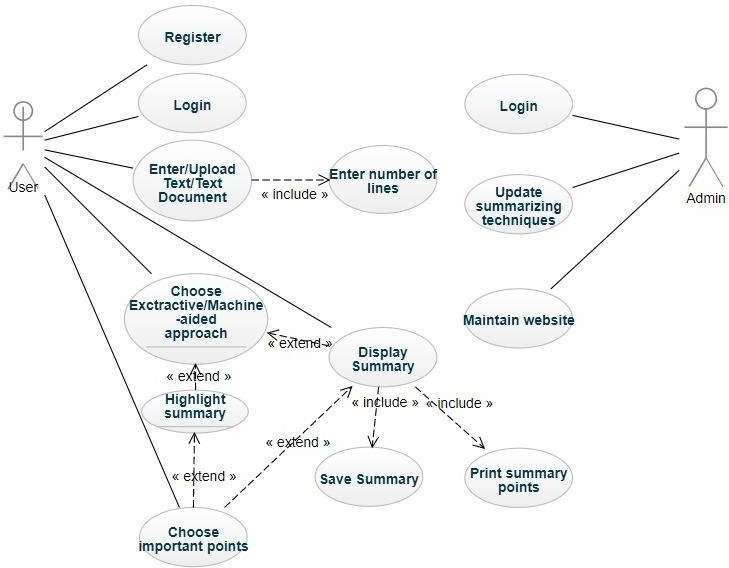 Register
Login
Login
Enter/Upload
Text/Text
Document
« include »
Enter number of
lines
User
Update
summarizing
techniques
Admin
Choose
Exctractive/Machine
-aided
approach
Maintain website
« extend »
Display
Summary
« extend »
Highlight
summary
« include »
« include »
« extend »
« extend »
Save Summary
Print summary
points
Choose
important points